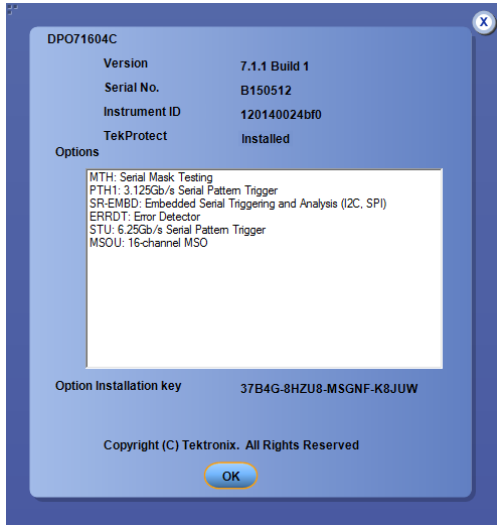 X
DPO71604C
Version 7.1.1 Build 1
Serial No. B150512
Instrument ID 120140024bf0
TekProtect Installed
Options
MTH: Serial Mask Testing
PTH1: 3.125Gb/s Serial Pattern Trigger
SR-EMBD: Embedded Serial Triggering and Analysis (I2C, SPI)
ERRDT: Error Detector
STU: 6.25Gb/s Serial Pattern Trigger
MSOU: 16-channel MSO
Option Installation key 37B4G-8HZU8-MSGNF-K8JUW
Copyright (C) Tektronix. All Rights Reserved
OK